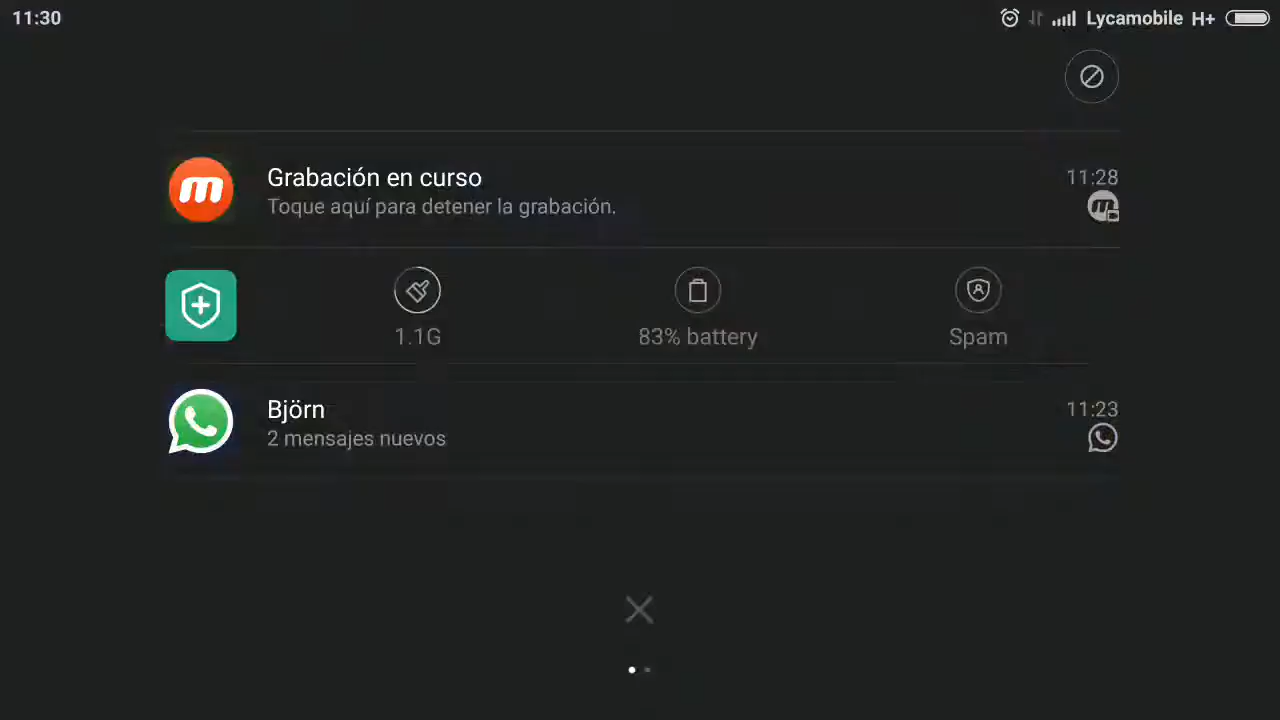 11:30
Lycamobile H+
Grabación en curso
11:28
Toque aquí para detener la grabación.
1.1G
83% battery
Spam
Björn
11:23
2 mensajes nuevos